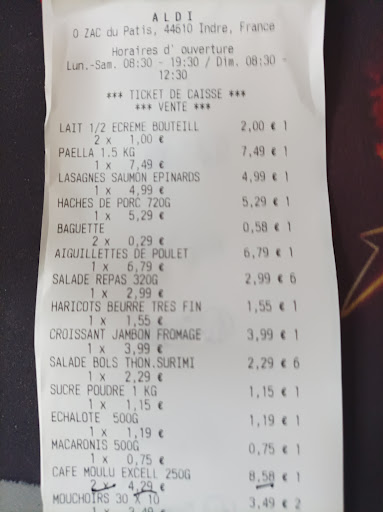 ALDI
0 ZAC du Patis, 44610 Indre, France
Horaires d' ouverture
Lun.-Sam. 08:30 - 19:30 / Dim. 08:30 -
12:30
*** TICKET DE CAISSE ***
*** VENTE ***
LAIT 1/2 ECREME BOUTEILL 2,00 € 1
2 x 1,00 €
PAELLA 1.5 KG 7,49 € 1
1 x 7,49 €
LASAGNES SAUMON EPINARDS 4,99 € 1
1 x 4,99 €
HACHES DE PORC 720G 5,29 € 1
1 x 5,29 €
BAGUETTE 0,58 € 1
2 x 0,29 €
AIGUILLETTES DE POULET 6,79 € 1
1 x 6,79 €
SALADE REPAS 320G 2,99 € 6
1 x 2,99 €
HARICOTS BEURRE TRES FIN 1,55 € 1
1 x 1,55 €
CROISSANT JAMBON FROMAGE 3,99 € 1
1 x 3,99 €
SALADE BOLS THON.SURIMI 2,29 € 6
1 x 2,29 €
SUCRE POUDRE 1 KG 1,15 € 1
1 x 1,15 €
ECHALOTE 500G 1,19 € 1
1 x 1,19 €
MACARONIS 500G 0,75 € 1
1 x 0,75 €
CAFE MOULU EXCELL 250G 8,58 € 1
2 x 4,29 €
MOUCHOIRS 30 X 10 3,49 € 2